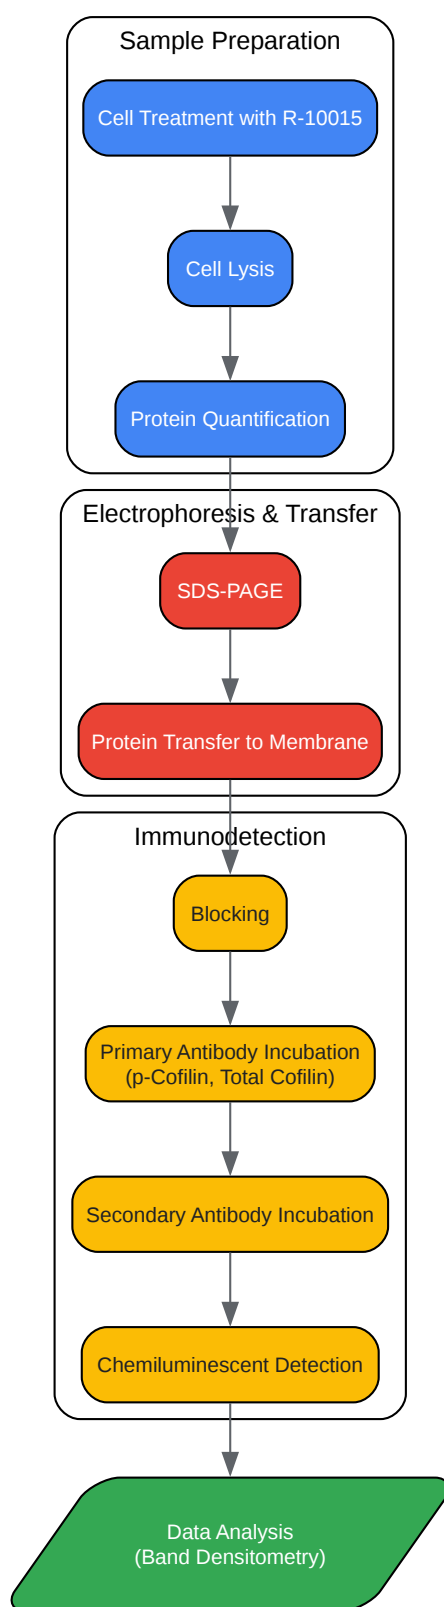 Sample Preparation
Cell Treatment with R-10015
Cell Lysis
Protein Quantification
Electrophoresis & Transfer
SDS-PAGE
Protein Transfer to Membrane
Immunodetection
Blocking
Primary Antibody Incubation
(p-Cofilin, Total Cofilin)
Secondary Antibody Incubation
Chemiluminescent Detection
Data Analysis
(Band Densitometry)